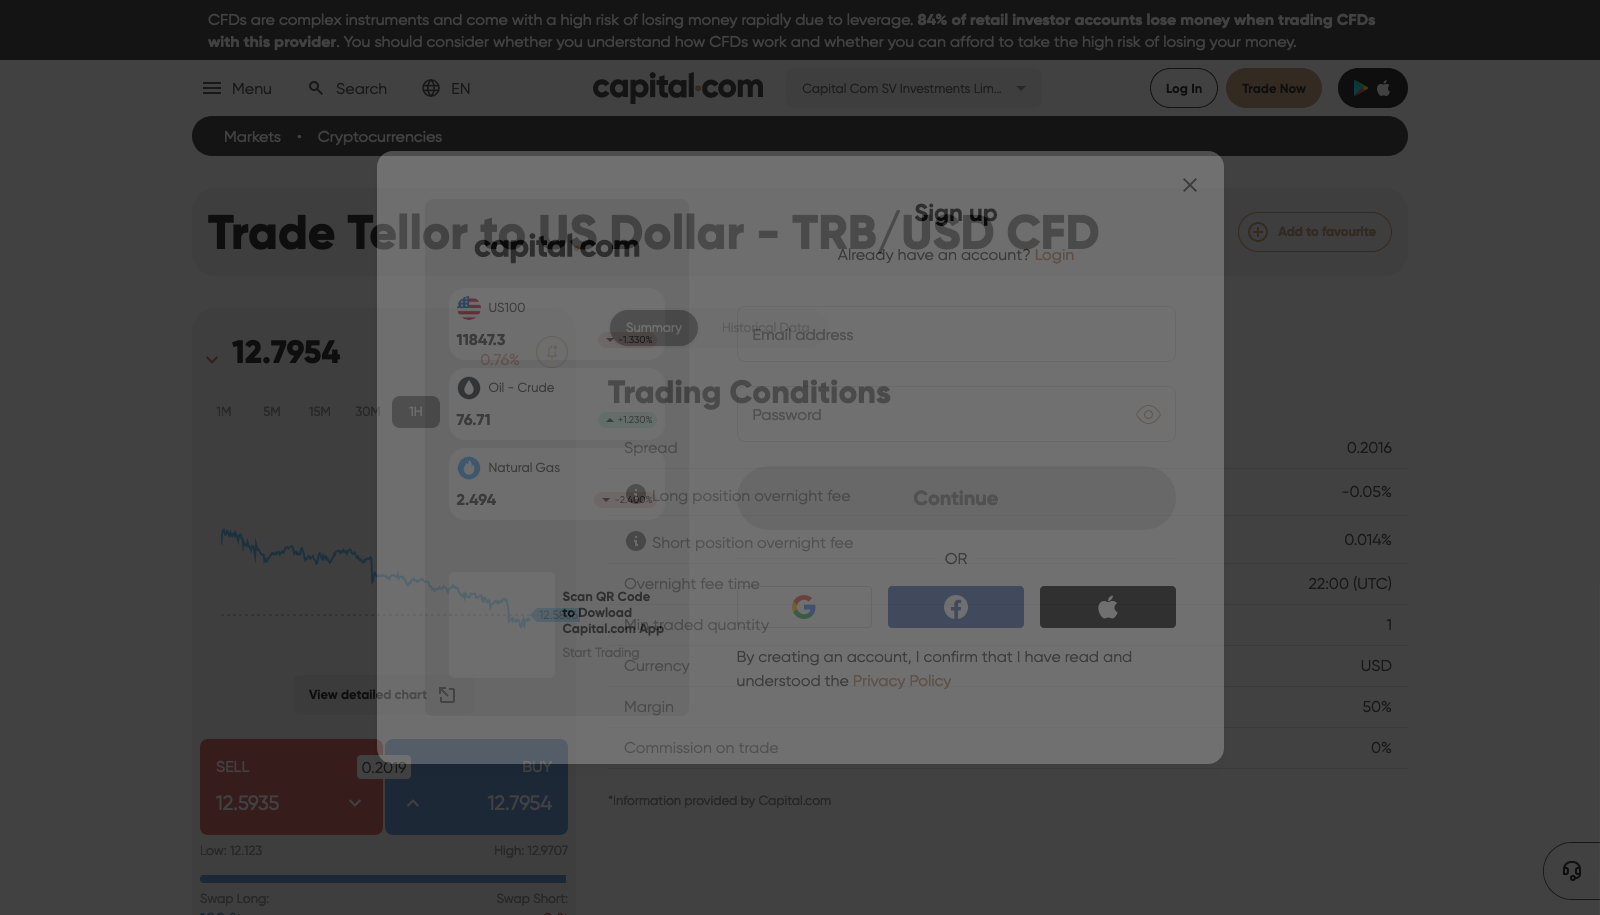 CFDs are complex instruments and come with a high risk of losing money rapidly due to leverage. 84% of retail investor accounts lose money when trading CFDs
with this provider. You should consider whether you understand how CFDs work and whether you can afford to take the high risk of losing your money.
Menu
Search
EN
capital.com
Capital Com SV Investments Lim...
Log In
Trade Now
Markets • Cryptocurrencies
Trade Tellor to US Dollar - TRB/USD CFD
Add to favourite
12.7954
0.76%
1M 5M 15M 30M 1H
View detailed chart
SELL
12.5935
0.2019
BUY
12.7954
Low: 12.123
High: 12.9707
Swap Long:
Swap Short:
Summary
Historical Data
Trading Conditions
Spread 0.2016
Long position overnight fee -0.05%
Short position overnight fee 0.014%
Overnight fee time 22:00 (UTC)
Min traded quantity 1
Currency USD
Margin 50%
Commission on trade 0%
*Information provided by Capital.com
capital.com
US100
11847.3 -1.330%
Oil - Crude
76.71 +1.230%
Natural Gas
2.494
Scan QR Code
to Dowload
Capital.com App
Start Trading
Sign up
Already have an account? Login
Email address
Password
Continue
OR
By creating an account, I confirm that I have read and
understood the Privacy Policy